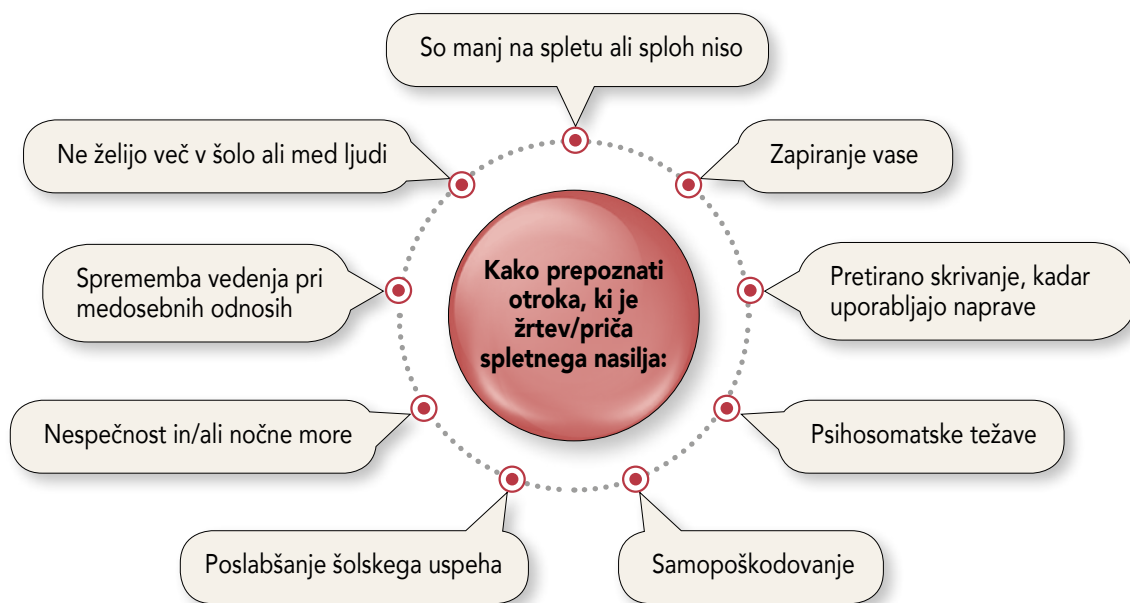 So manj na spletu ali sploh niso
Ne želijo več v šolo ali med ljudi
Zapiranje vase
Kako prepoznati
otroka, ki je
žrtev/priča
spletnega nasilja:
Sprememba vedenja pri
medosebnih odnosih
Pretirano skrivanje, kadar
uporabljajo naprave
Nespečnost in/ali nočne more
Psihosomatske težave
Poslabšanje šolskega uspeha
Samopoškodovanje